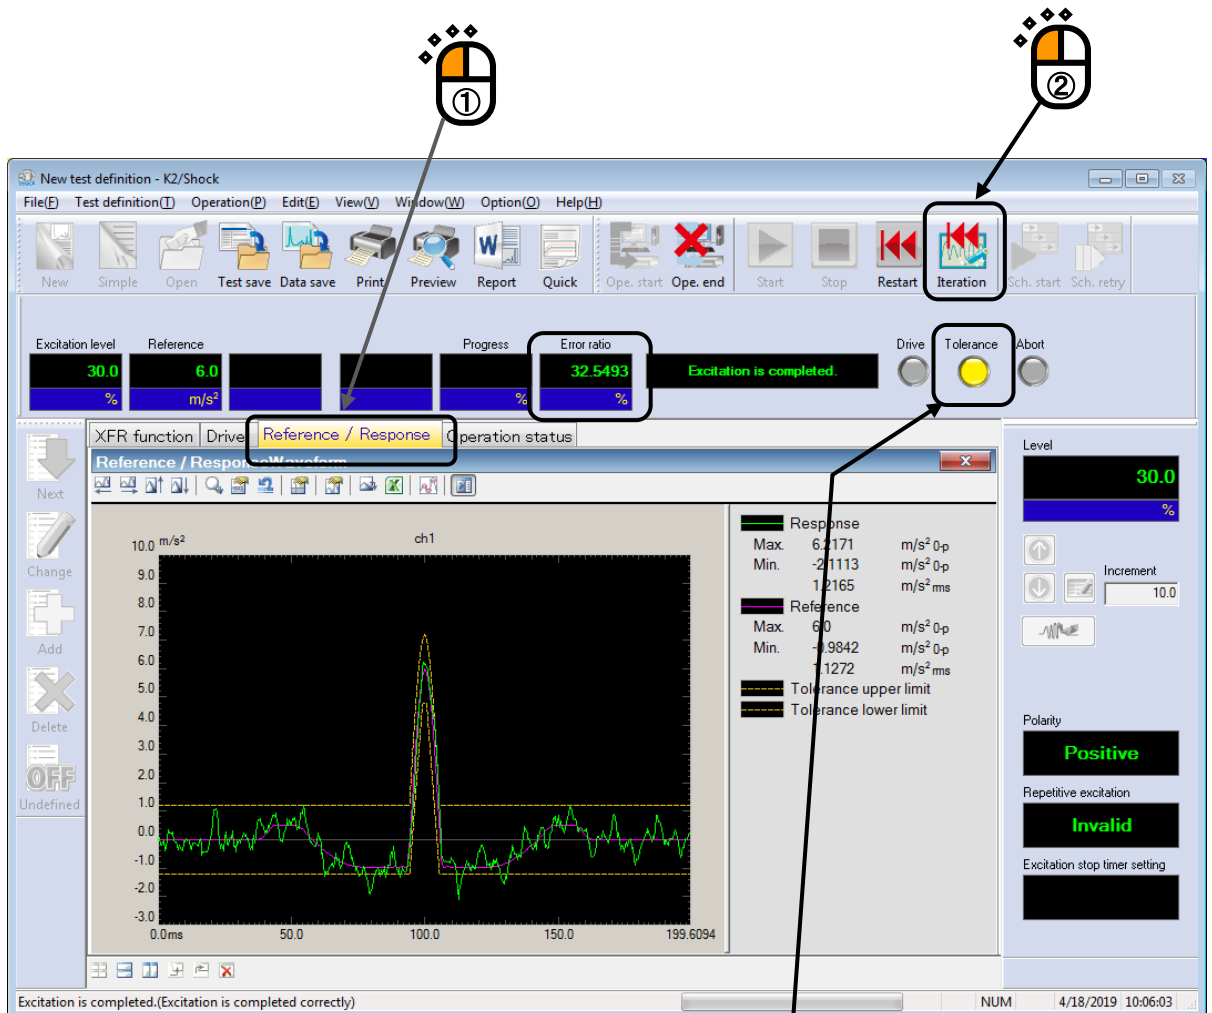 ①
②
New test definition - K2/Shock
File(F) Test definition(T) Operation(P) Edit(E) View(V) Window(W) Option(O) Help(H)
New Simple Open Test save Data save Print Preview Report Quick Ope. start Ope. end Start Stop Restart Iteration Sch. start Sch. retry
Excitation level Reference Progress Error ratio Drive Tolerance Abort
30.0 6.0 32.5493 Excitation is completed.
% m/s² % %
XFR function Drive Reference / Response Operation status
Reference / ResponseWaveform
Next
Change
Add
Delete
OFF
Undefined
10.0 m/s² ch1
9.0
8.0
7.0
6.0
5.0
4.0
3.0
2.0
1.0
0.0
-1.0
-2.0
-3.0
0.0ms 50.0 100.0 150.0 199.6094
Response
Max. 6.2171 m/s² 0-p
Min. -2.1113 m/s² 0-p
1.2165 m/s² rms
Reference
Max. 6.0 m/s² 0-p
Min. -0.9842 m/s² 0-p
1.1272 m/s² rms
Tolerance upper limit
Tolerance lower limit
Level
30.0
%
Increment
10.0
Polarity
Positive
Repetitive excitation
Invalid
Excitation stop timer setting
Excitation is completed.(Excitation is completed correctly) NUM 4/18/2019 10:06:03